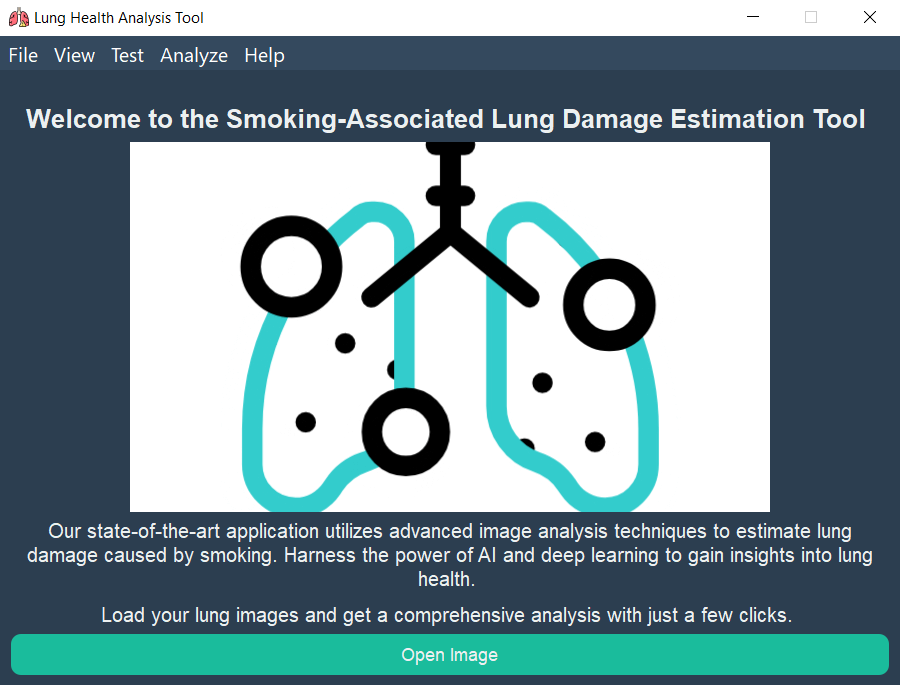 Lung Health Analysis Tool
File View Test Analyze Help
Welcome to the Smoking-Associated Lung Damage Estimation Tool
Our state-of-the-art application utilizes advanced image analysis techniques to estimate lung
damage caused by smoking. Harness the power of AI and deep learning to gain insights into lung
health.
Load your lung images and get a comprehensive analysis with just a few clicks.
Open Image